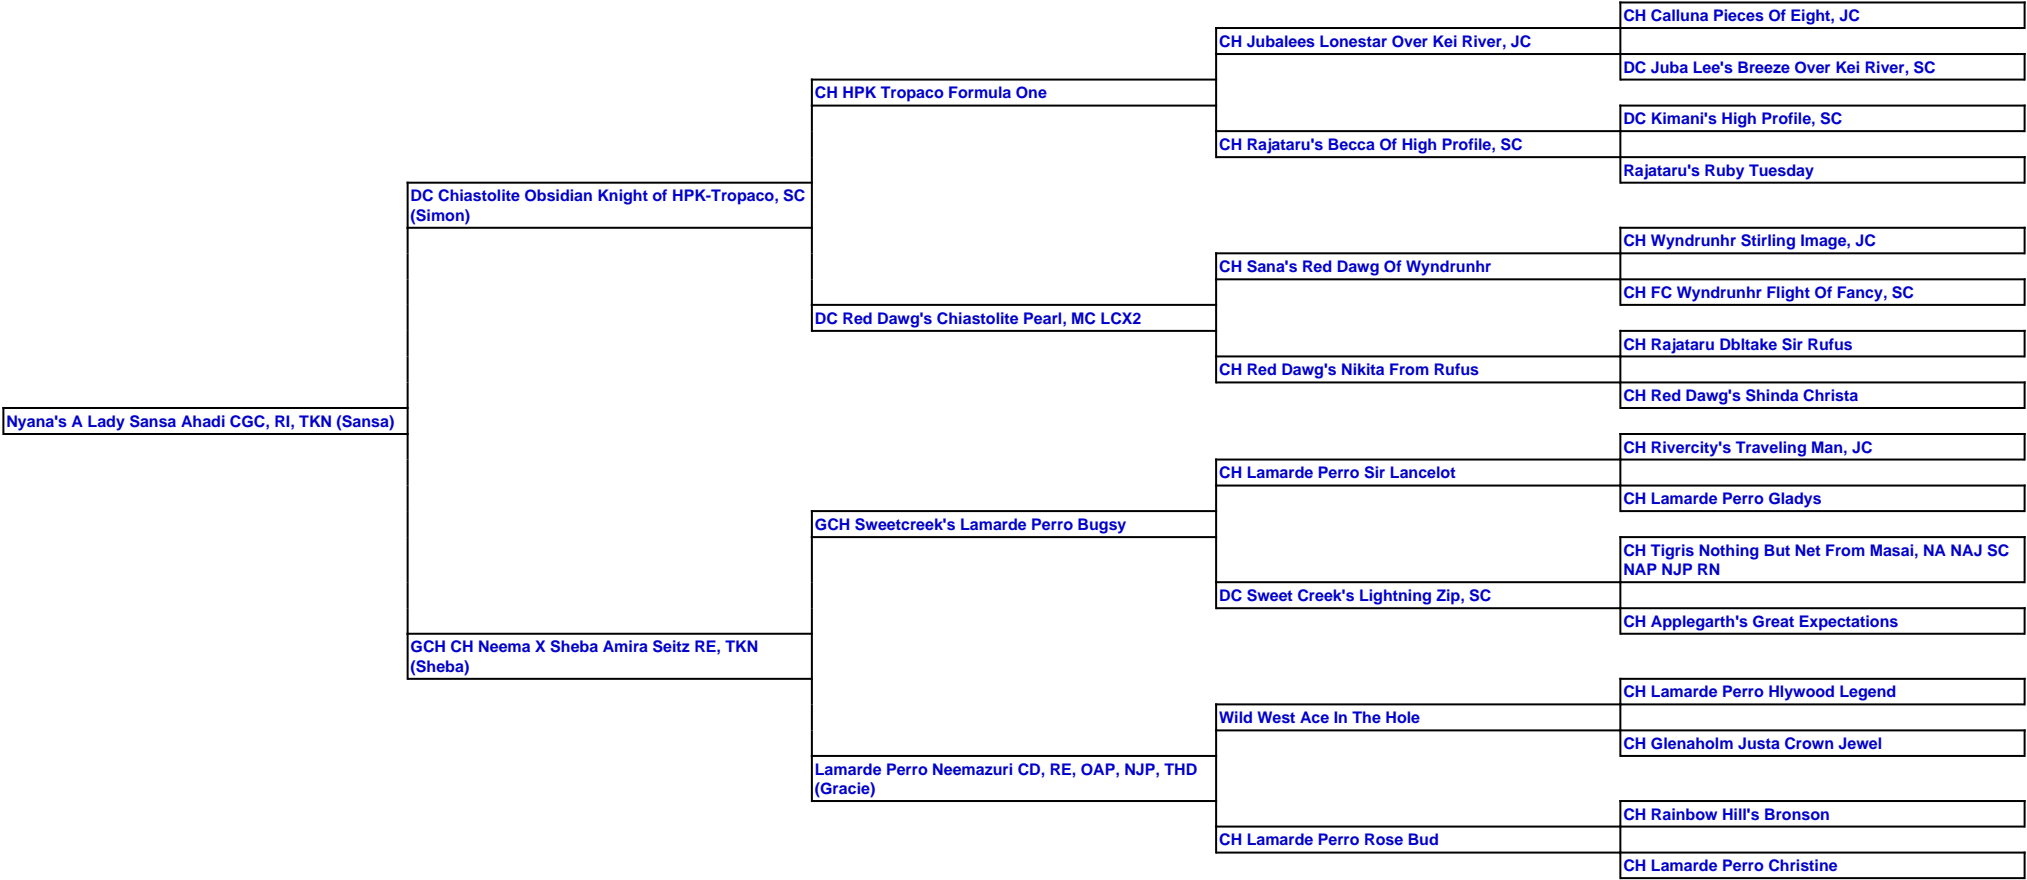 CH Calluna Pieces Of Eight, JC
CH Jubalees Lonestar Over Kei River, JC
DC Juba Lee's Breeze Over Kei River, SC
CH HPK Tropaco Formula One
DC Kimani's High Profile, SC
CH Rajataru's Becca Of High Profile, SC
Rajataru's Ruby Tuesday
DC Chiastolite Obsidian Knight of HPK-Tropaco, SC
(Simon)
CH Wyndrunhr Stirling Image, JC
CH Sana's Red Dawg Of Wyndrunhr
CH FC Wyndrunhr Flight Of Fancy, SC
DC Red Dawg's Chiastolite Pearl, MC LCX2
CH Rajataru Dbltake Sir Rufus
CH Red Dawg's Nikita From Rufus
CH Red Dawg's Shinda Christa
Nyana's A Lady Sansa Ahadi CGC, RI, TKN (Sansa)
CH Rivercity's Traveling Man, JC
CH Lamarde Perro Sir Lancelot
CH Lamarde Perro Gladys
GCH Sweetcreek's Lamarde Perro Bugsy
CH Tigris Nothing But Net From Masai, NA NAJ SC
NAP NJP RN
DC Sweet Creek's Lightning Zip, SC
CH Applegarth's Great Expectations
GCH CH Neema X Sheba Amira Seitz RE, TKN
(Sheba)
CH Lamarde Perro Hlywood Legend
Wild West Ace In The Hole
CH Glenaholm Justa Crown Jewel
Lamarde Perro Neemazuri CD, RE, OAP, NJP, THD
(Gracie)
CH Rainbow Hill's Bronson
CH Lamarde Perro Rose Bud
CH Lamarde Perro Christine